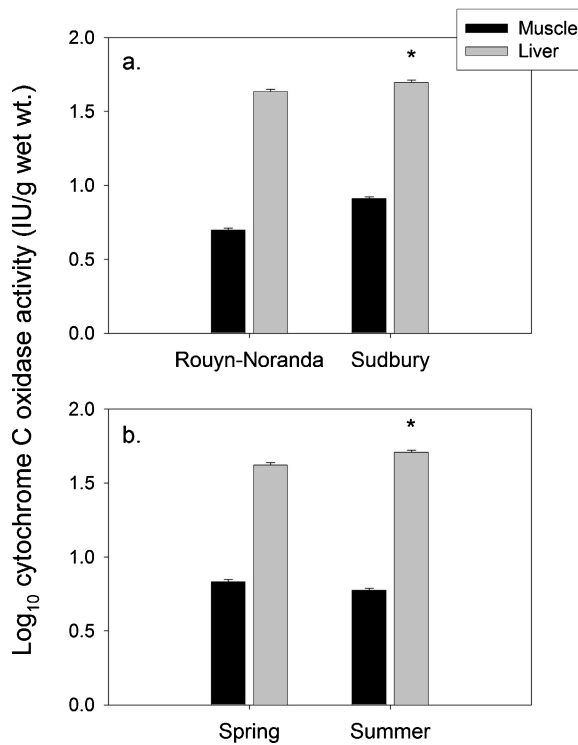 Muscle
Liver
Log10 cytochrome C oxidase activity (IU/g wet wt.)
a.
*
2.0
1.5
1.0
0.5
0.0
Rouyn-Noranda Sudbury
b.
*
2.0
1.5
1.0
0.5
0.0
Spring Summer